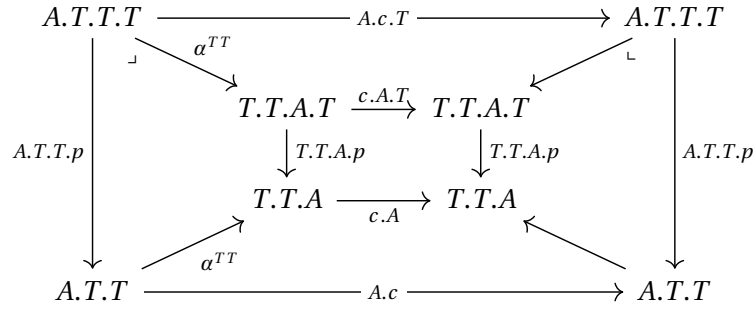 A.T.T.T A.c.T A.T.T.T
α^{TT}
T.T.A.T c.A.T T.T.A.T
A.T.T.p T.T.A.p T.T.A.p A.T.T.p
T.T.A c.A T.T.A
α^{TT}
A.T.T A.c A.T.T